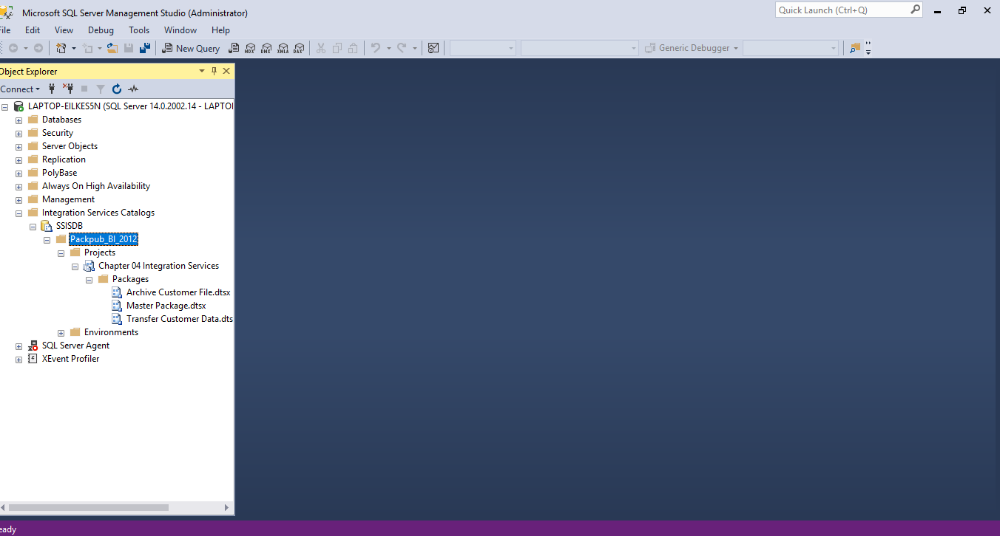 Microsoft SQL Server Management Studio (Administrator)
Quick Launch (Ctrl+Q)
File Edit View Debug Tools Window Help
New Query MDX DMX XMLA DAX Generic Debugger
Object Explorer
Connect
LAPTOP-EILKES5N (SQL Server 14.0.2002.14 - LAPTOI
Databases
Security
Server Objects
Replication
PolyBase
Always On High Availability
Management
Integration Services Catalogs
SSISDB
Packpub_BI_2012
Projects
Chapter 04 Integration Services
Packages
Archive Customer File.dtsx
Master Package.dtsx
Transfer Customer Data.dts
Environments
SQL Server Agent
XEvent Profiler
eady